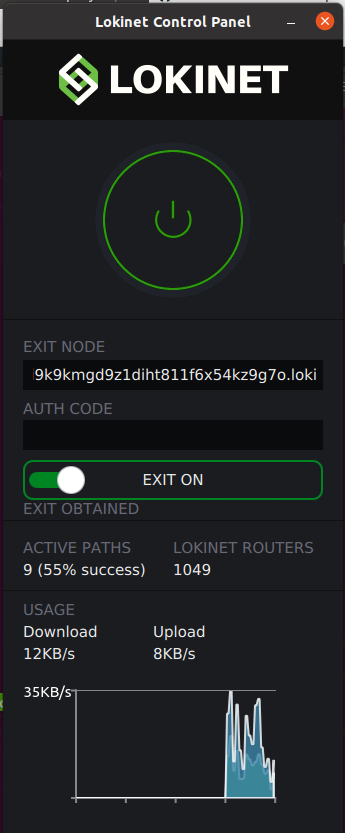 Lokinet Control Panel
LOKINET
EXIT NODE
9k9kmgd9z1diht811f6x54kz9g7o.loki
AUTH CODE
EXIT ON
EXIT OBTAINED
ACTIVE PATHS LOKINET ROUTERS
9 (55% success) 1049
USAGE
Download Upload
12KB/s 8KB/s
35KB/s